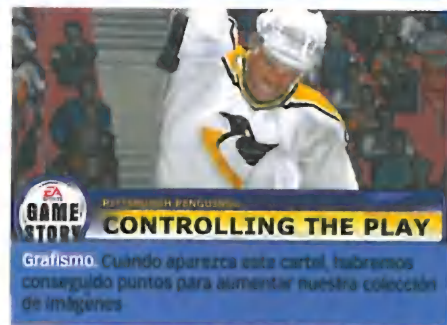 EA
GAME
STORY
PITTSBURGH PENGUINS
CONTROLLING THE PLAY
Grafismo. Cuando aparezca este cartel, habremos
conseguido puntos para aumentar nuestra colección
de imágenes